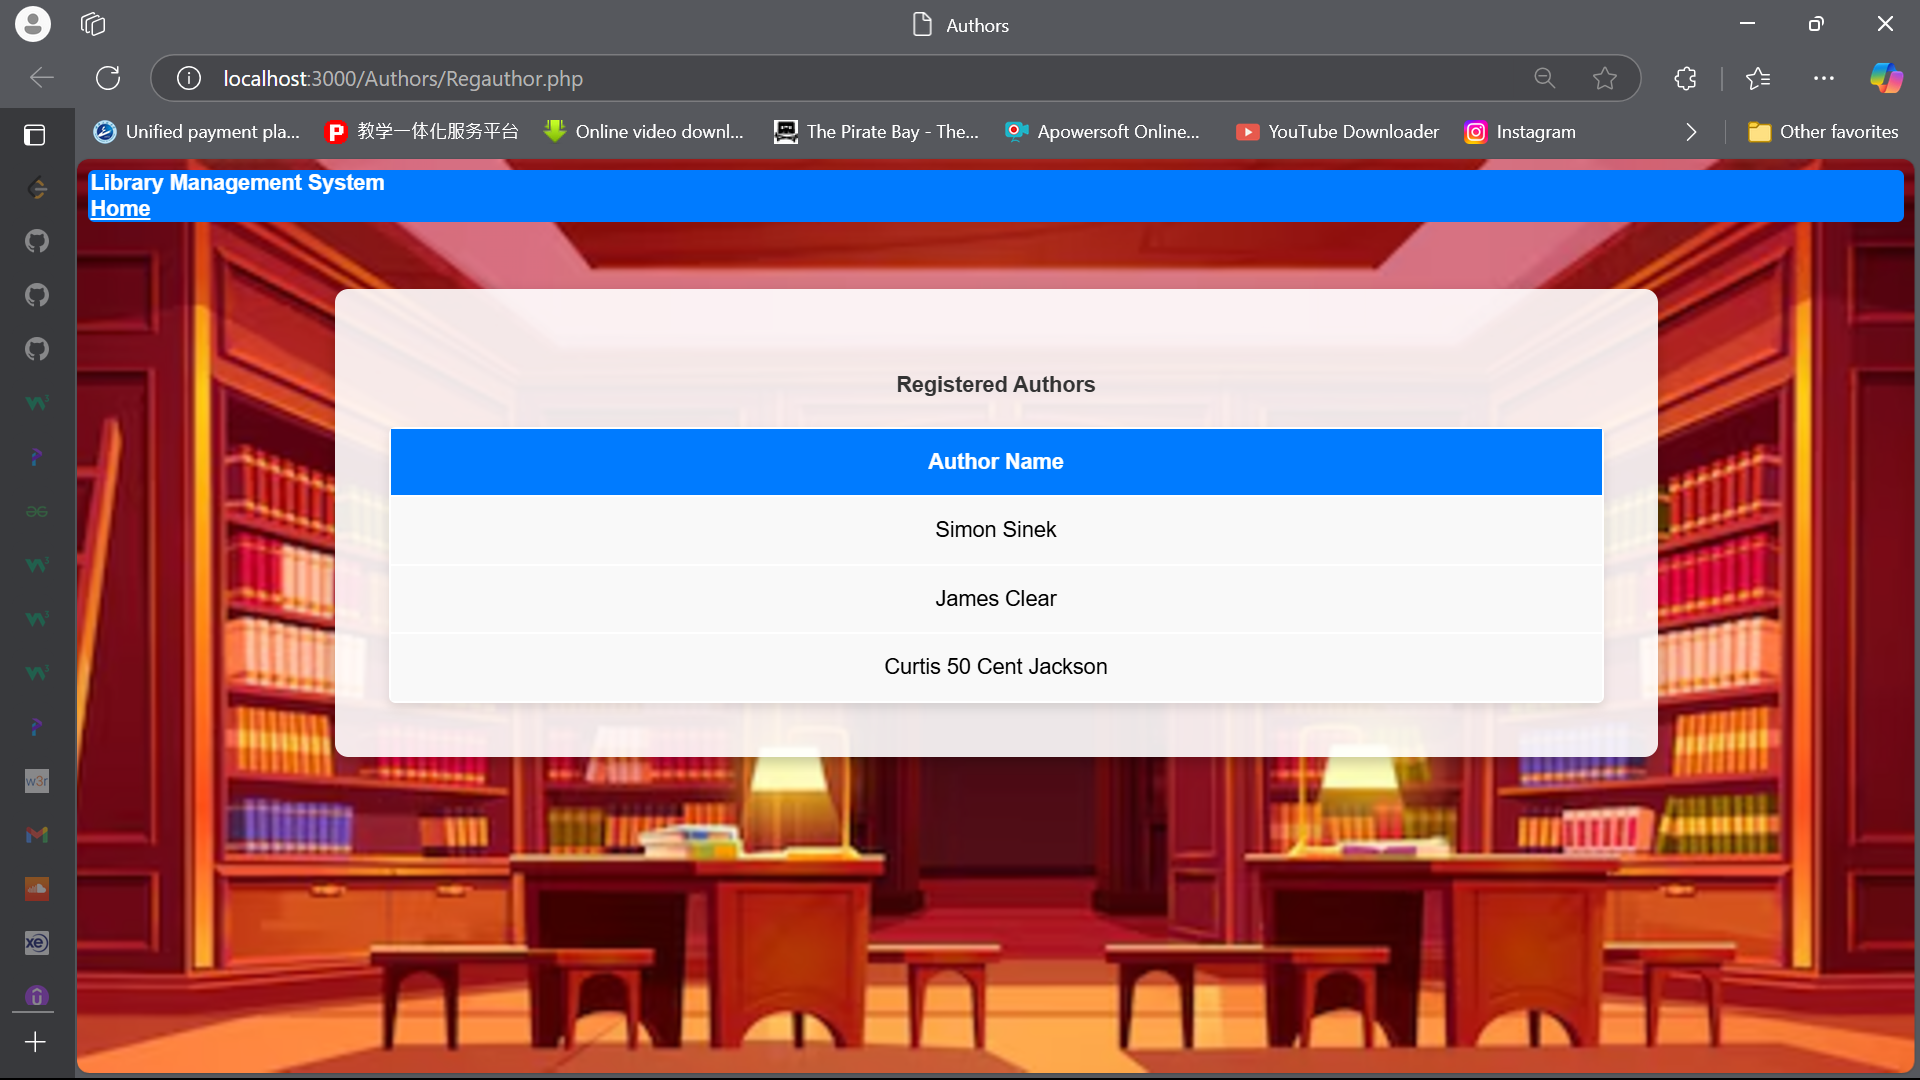 Authors
localhost:3000/Authors/Regauthor.php
Unified payment pla... 教学一体化服务平台 Online video downl... The Pirate Bay - The... Apowersoft Online... YouTube Downloader Instagram Other favorites
Library Management System
Home
Registered Authors
Author Name
Simon Sinek
James Clear
Curtis 50 Cent Jackson
w3r
xe